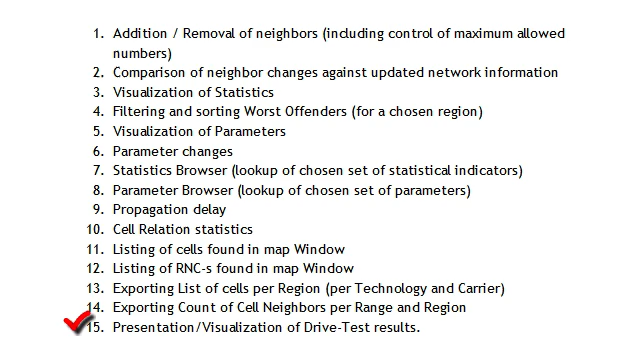 1. Addition / Removal of neighbors (including control of maximum allowed
numbers)
2. Comparison of neighbor changes against updated network information
3. Visualization of Statistics
4. Filtering and sorting Worst Offenders (for a chosen region)
5. Visualization of Parameters
6. Parameter changes
7. Statistics Browser (lookup of chosen set of statistical indicators)
8. Parameter Browser (lookup of chosen set of parameters)
9. Propagation delay
10. Cell Relation statistics
11. Listing of cells found in map Window
12. Listing of RNC-s found in map Window
13. Exporting List of cells per Region (per Technology and Carrier)
14. Exporting Count of Cell Neighbors per Range and Region
15. Presentation/Visualization of Drive-Test results.